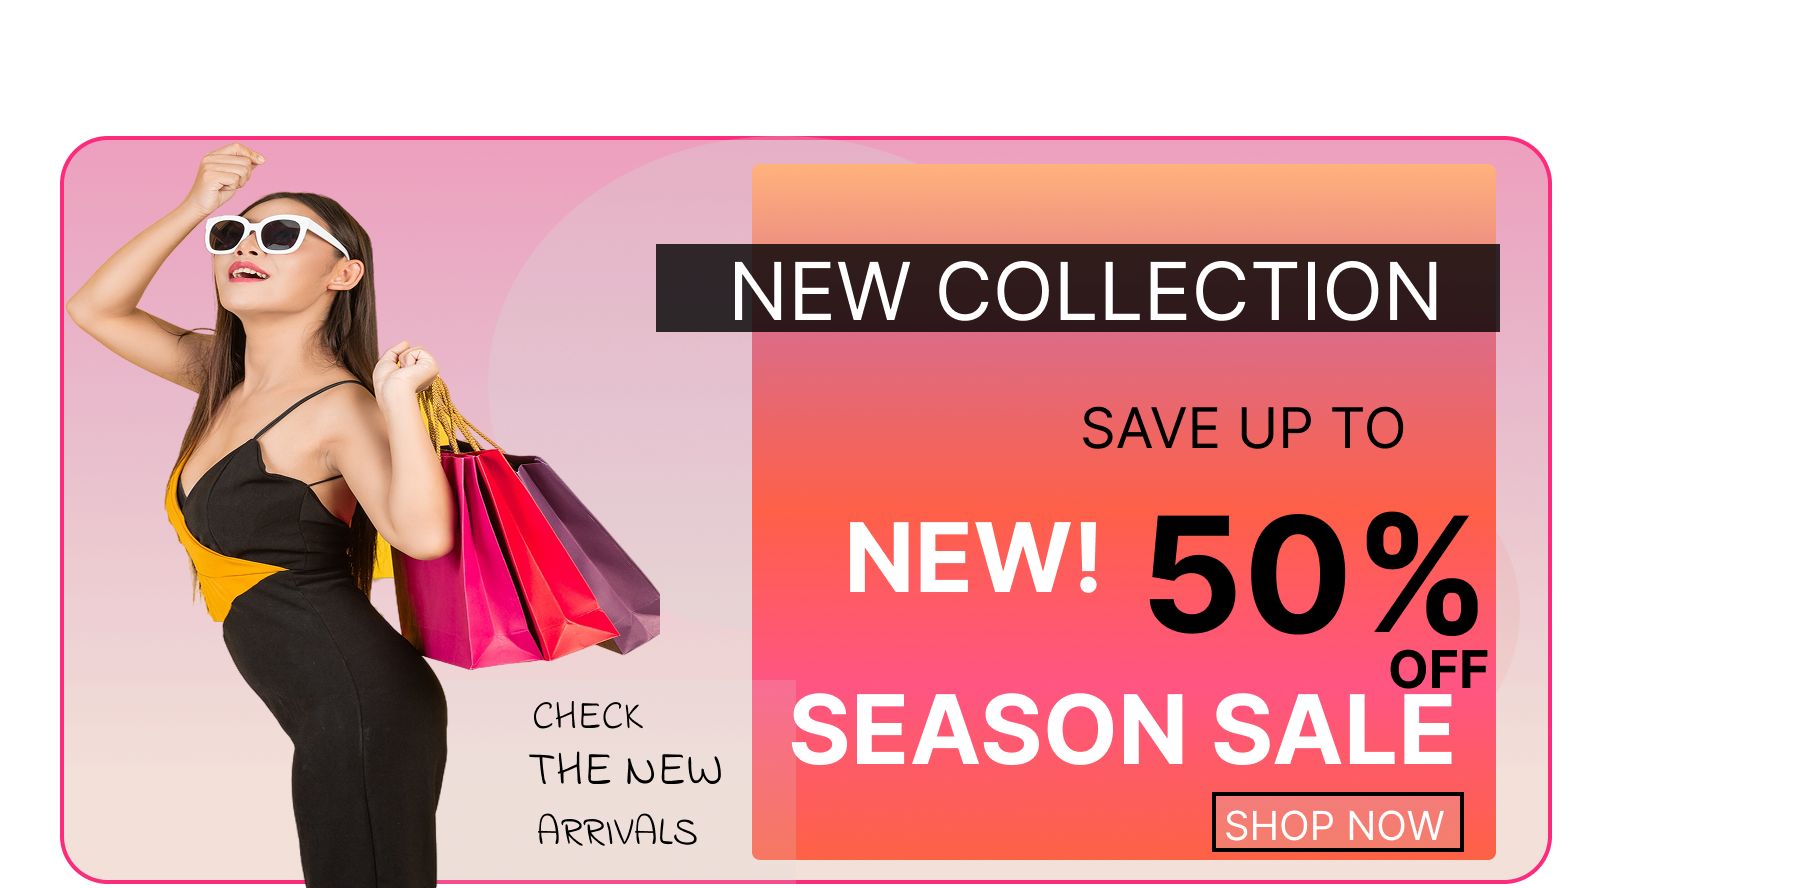 NEW COLLECTION
SAVE UP TO
NEW! 50%
OFF
SEASON SALE
SHOP NOW
CHECK
THE NEW
ARRIVALS